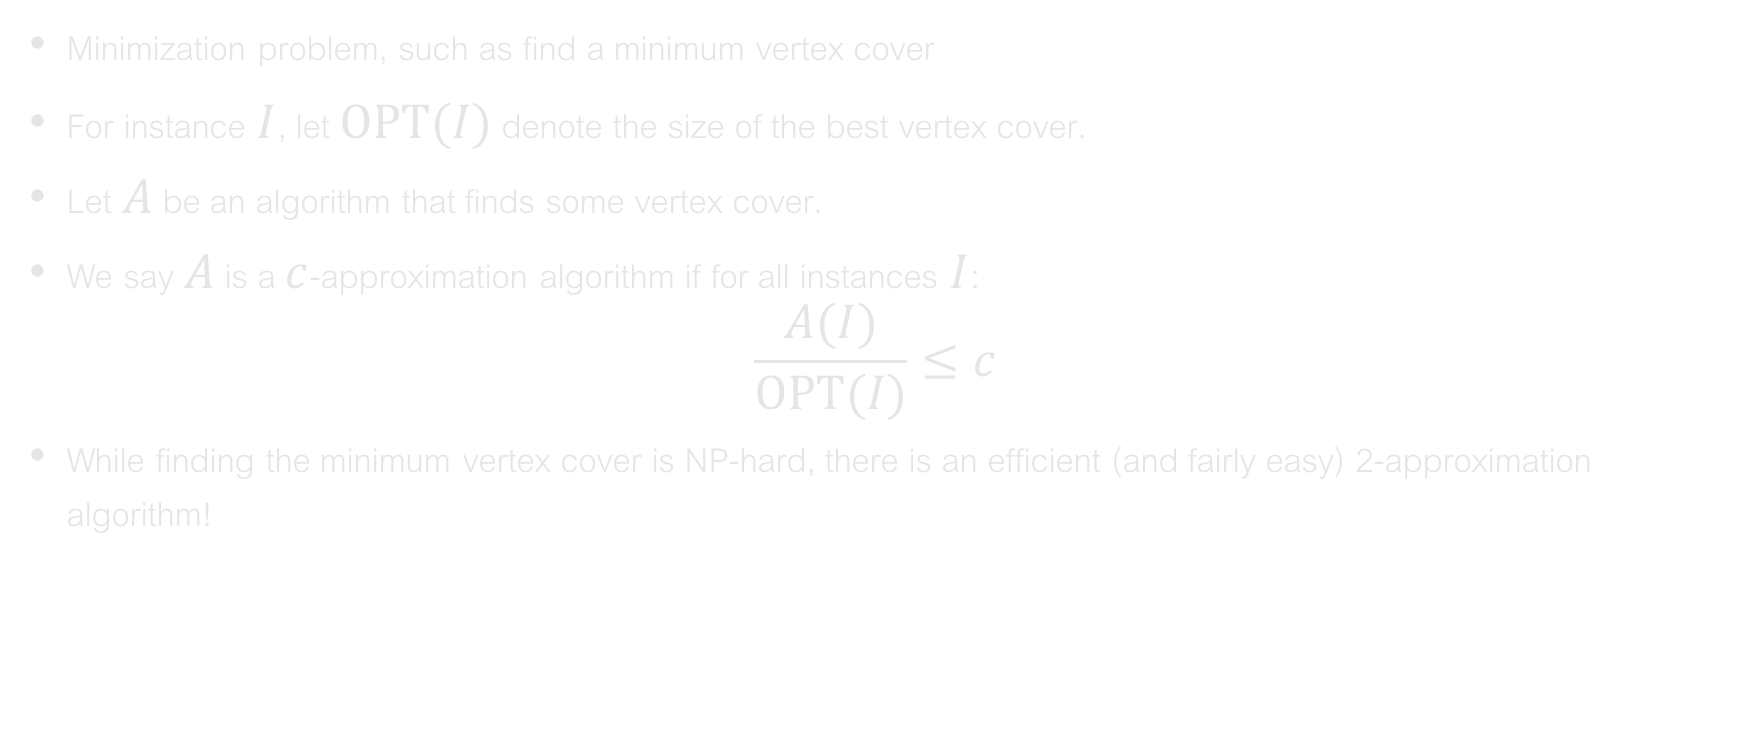 • Minimization problem, such as find a minimum vertex cover
• For instance I, let OPT(I) denote the size of the best vertex cover.
• Let A be an algorithm that finds some vertex cover.
• We say A is a c-approximation algorithm if for all instances I:
A(I)
OPT(I) ≤ c
• While finding the minimum vertex cover is NP-hard, there is an efficient (and fairly easy) 2-approximation
algorithm!